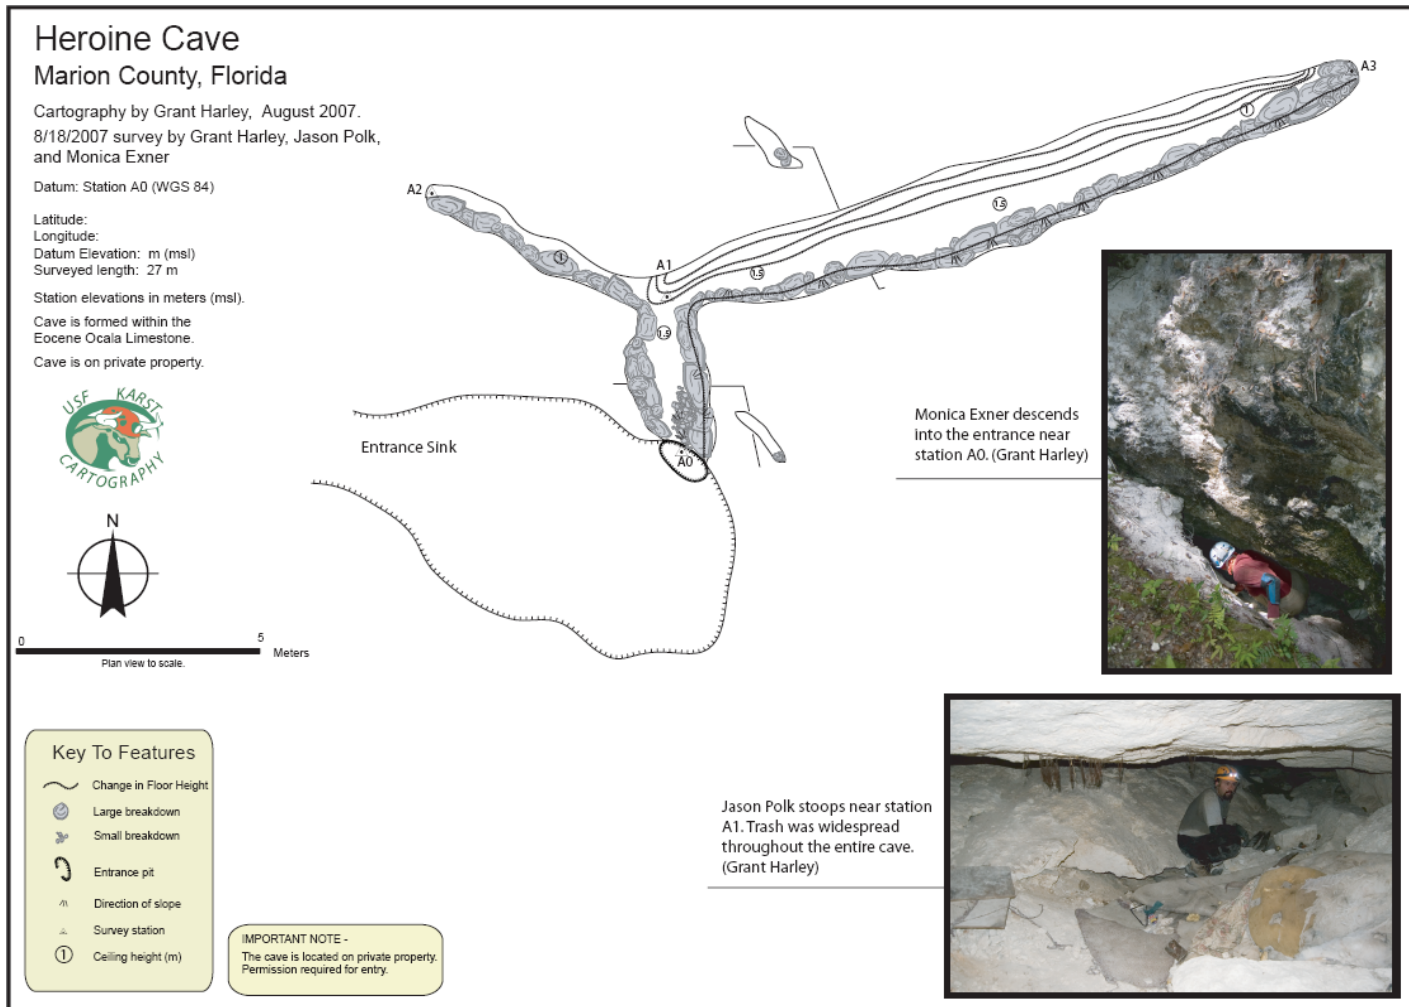 Heroine Cave
Marion County, Florida
Cartography by Grant Harley, August 2007.
8/18/2007 survey by Grant Harley, Jason Polk,
and Monica Exner
Datum: Station A0 (WGS 84)
Latitude:
Longitude:
Datum Elevation: m (msl)
Surveyed length: 27 m
Station elevations in meters (msl).
Cave is formed within the
Eocene Ocala Limestone.
Cave is on private property.
USF KARST
CARTOGRAPHY
N
0 5
Meters
Plan view to scale.
A3
1
A2
1.5
A1
1
1.5
1.5
Entrance Sink
A0
Monica Exner descends
into the entrance near
station A0. (Grant Harley)
Jason Polk stoops near station
A1. Trash was widespread
throughout the entire cave.
(Grant Harley)
Key To Features
Change in Floor Height
Large breakdown
Small breakdown
Entrance pit
Direction of slope
Survey station
1 Ceiling height (m)
IMPORTANT NOTE -
The cave is located on private property.
Permission required for entry.